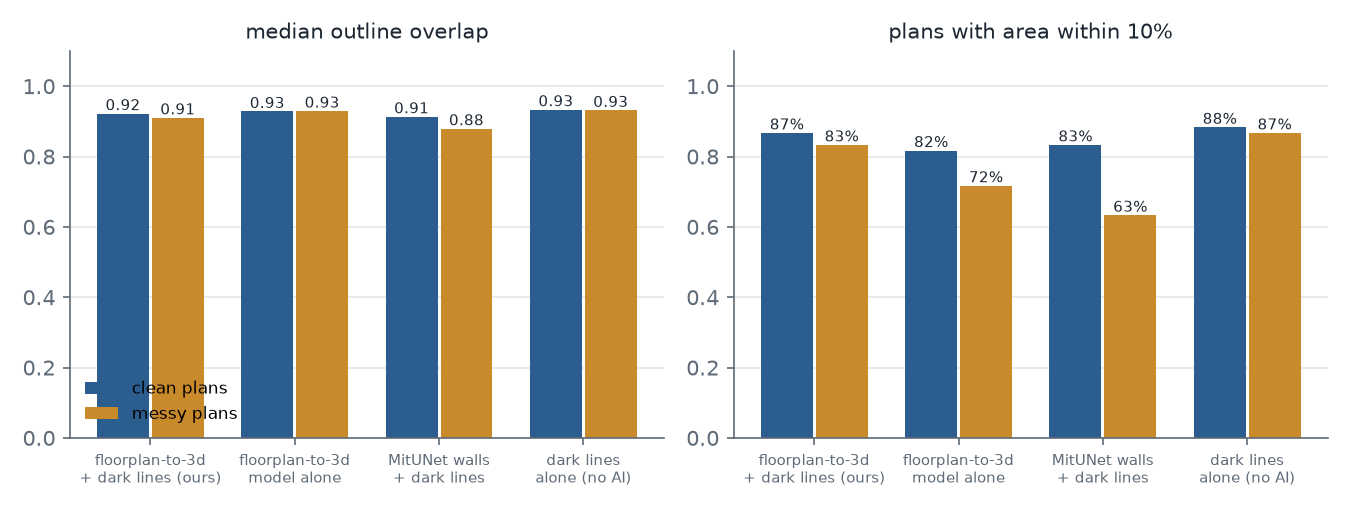 median outline overlap
1.0
0.8
0.6
0.4
0.2
0.0
0.92
0.91
0.93
0.93
0.91
0.88
0.93
0.93
clean plans
messy plans
floorplan-to-3d
+ dark lines (ours)
floorplan-to-3d
model alone
MitUNet walls
+ dark lines
dark lines
alone (no AI)
plans with area within 10%
1.0
0.8
0.6
0.4
0.2
0.0
87%
83%
82%
72%
83%
63%
88%
87%
floorplan-to-3d
+ dark lines (ours)
floorplan-to-3d
model alone
MitUNet walls
+ dark lines
dark lines
alone (no AI)